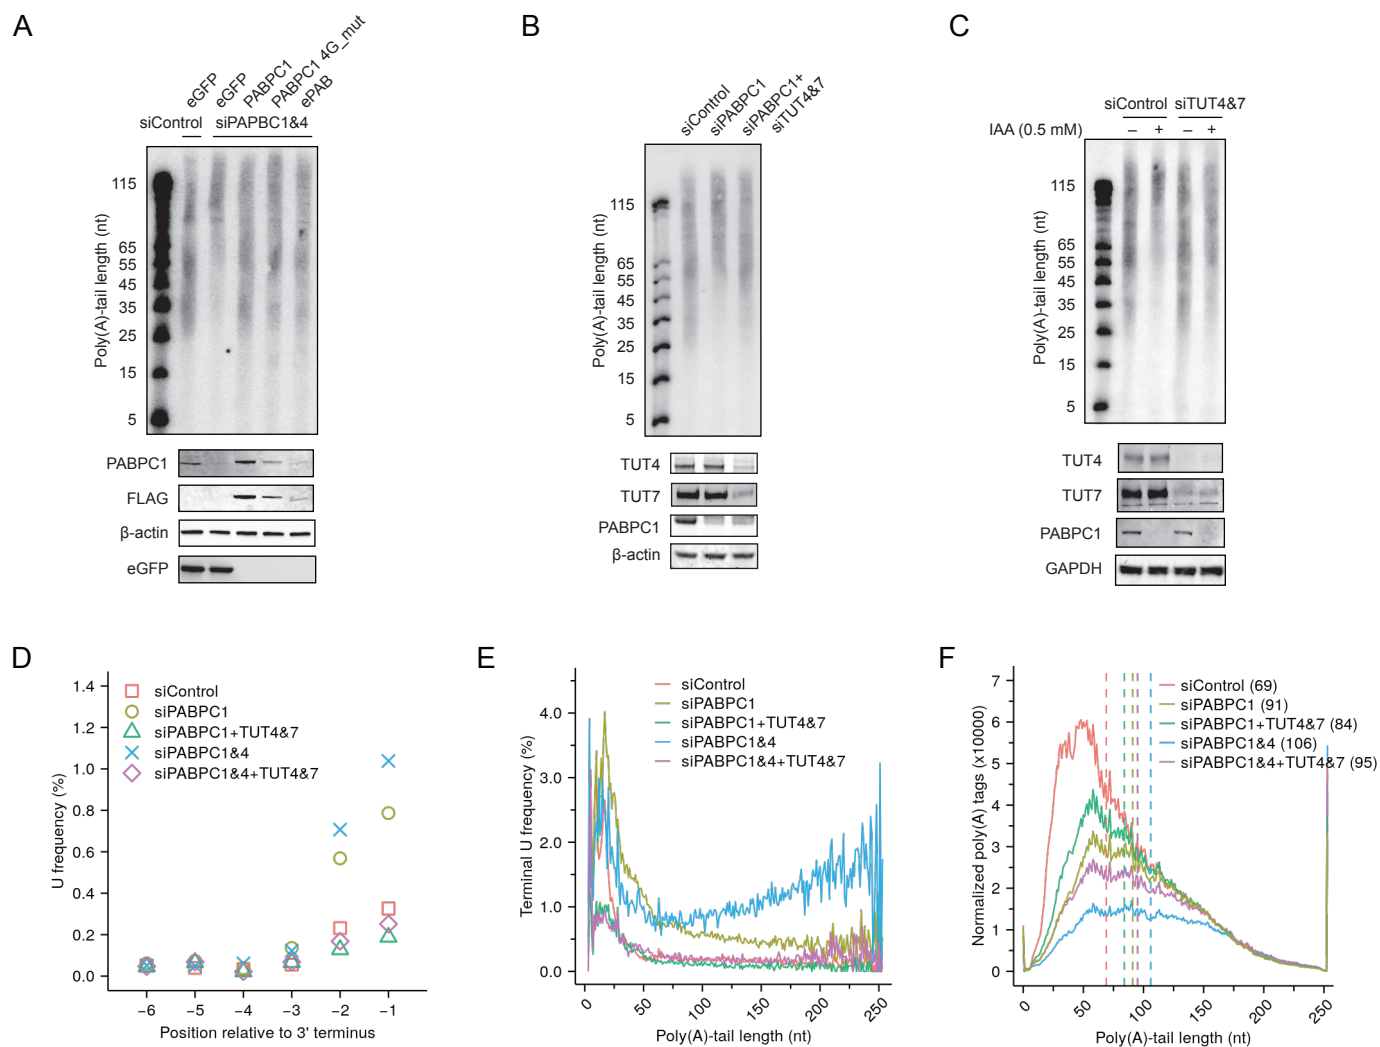 A
eGFP
eGFP
PABPC1
PABPC1 4G_mut
ePAB
siControl
siPAPBC1&4
Poly(A)-tail length (nt)
115
65
55
45
35
25
15
5
PABPC1
FLAG
β-actin
eGFP
B
siControl
siPABPC1
siPABPC1+
siTUT4&7
Poly(A)-tail length (nt)
115
65
55
45
35
25
15
5
TUT4
TUT7
PABPC1
β-actin
C
siControl siTUT4&7
IAA (0.5 mM) – + – +
Poly(A)-tail length (nt)
115
65
55
45
35
25
15
5
TUT4
TUT7
PABPC1
GAPDH
D
U frequency (%)
1.4
1.2
1.0
0.8
0.6
0.4
0.2
0.0
siControl
siPABPC1
siPABPC1+TUT4&7
siPABPC1&4
siPABPC1&4+TUT4&7
−6 −5 −4 −3 −2 −1
Position relative to 3' terminus
E
Terminal U frequency (%)
4.0
3.0
2.0
1.0
0.0
siControl
siPABPC1
siPABPC1+TUT4&7
siPABPC1&4
siPABPC1&4+TUT4&7
0 50 100 150 200 250
Poly(A)-tail length (nt)
F
Normalized poly(A) tags (x10000)
7
6
5
4
3
2
1
0
siControl (69)
siPABPC1 (91)
siPABPC1+TUT4&7 (84)
siPABPC1&4 (106)
siPABPC1&4+TUT4&7 (95)
0 50 100 150 200 250
Poly(A)-tail length (nt)